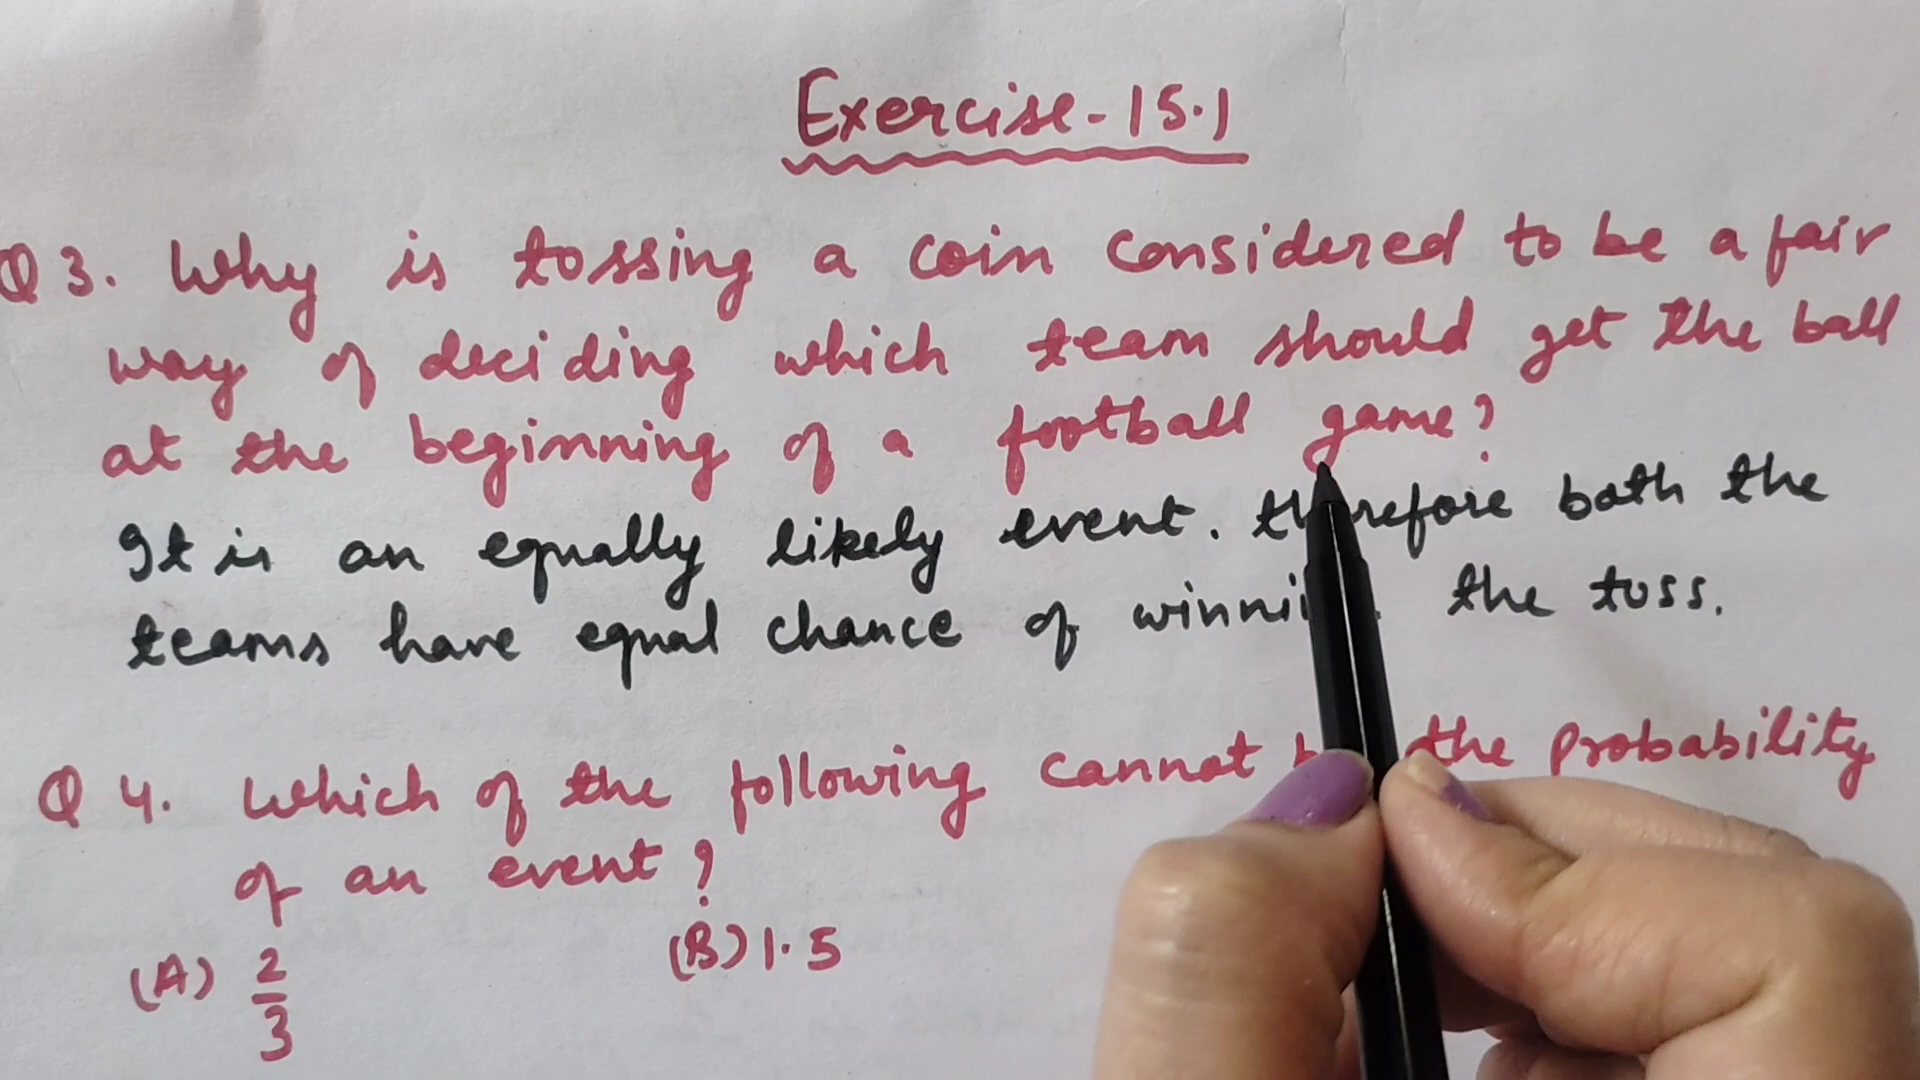 Exercise-15.1
Q3. Why is tossing a coin considered to be a fair
way of deciding which team should get the ball
at the beginning of a football game?
It is an equally likely event. therefore both the
teams have equal chance of the toss.
Q4. Which of the following cannot the probability
of an event?
(A) 2/3 (B) 1.5